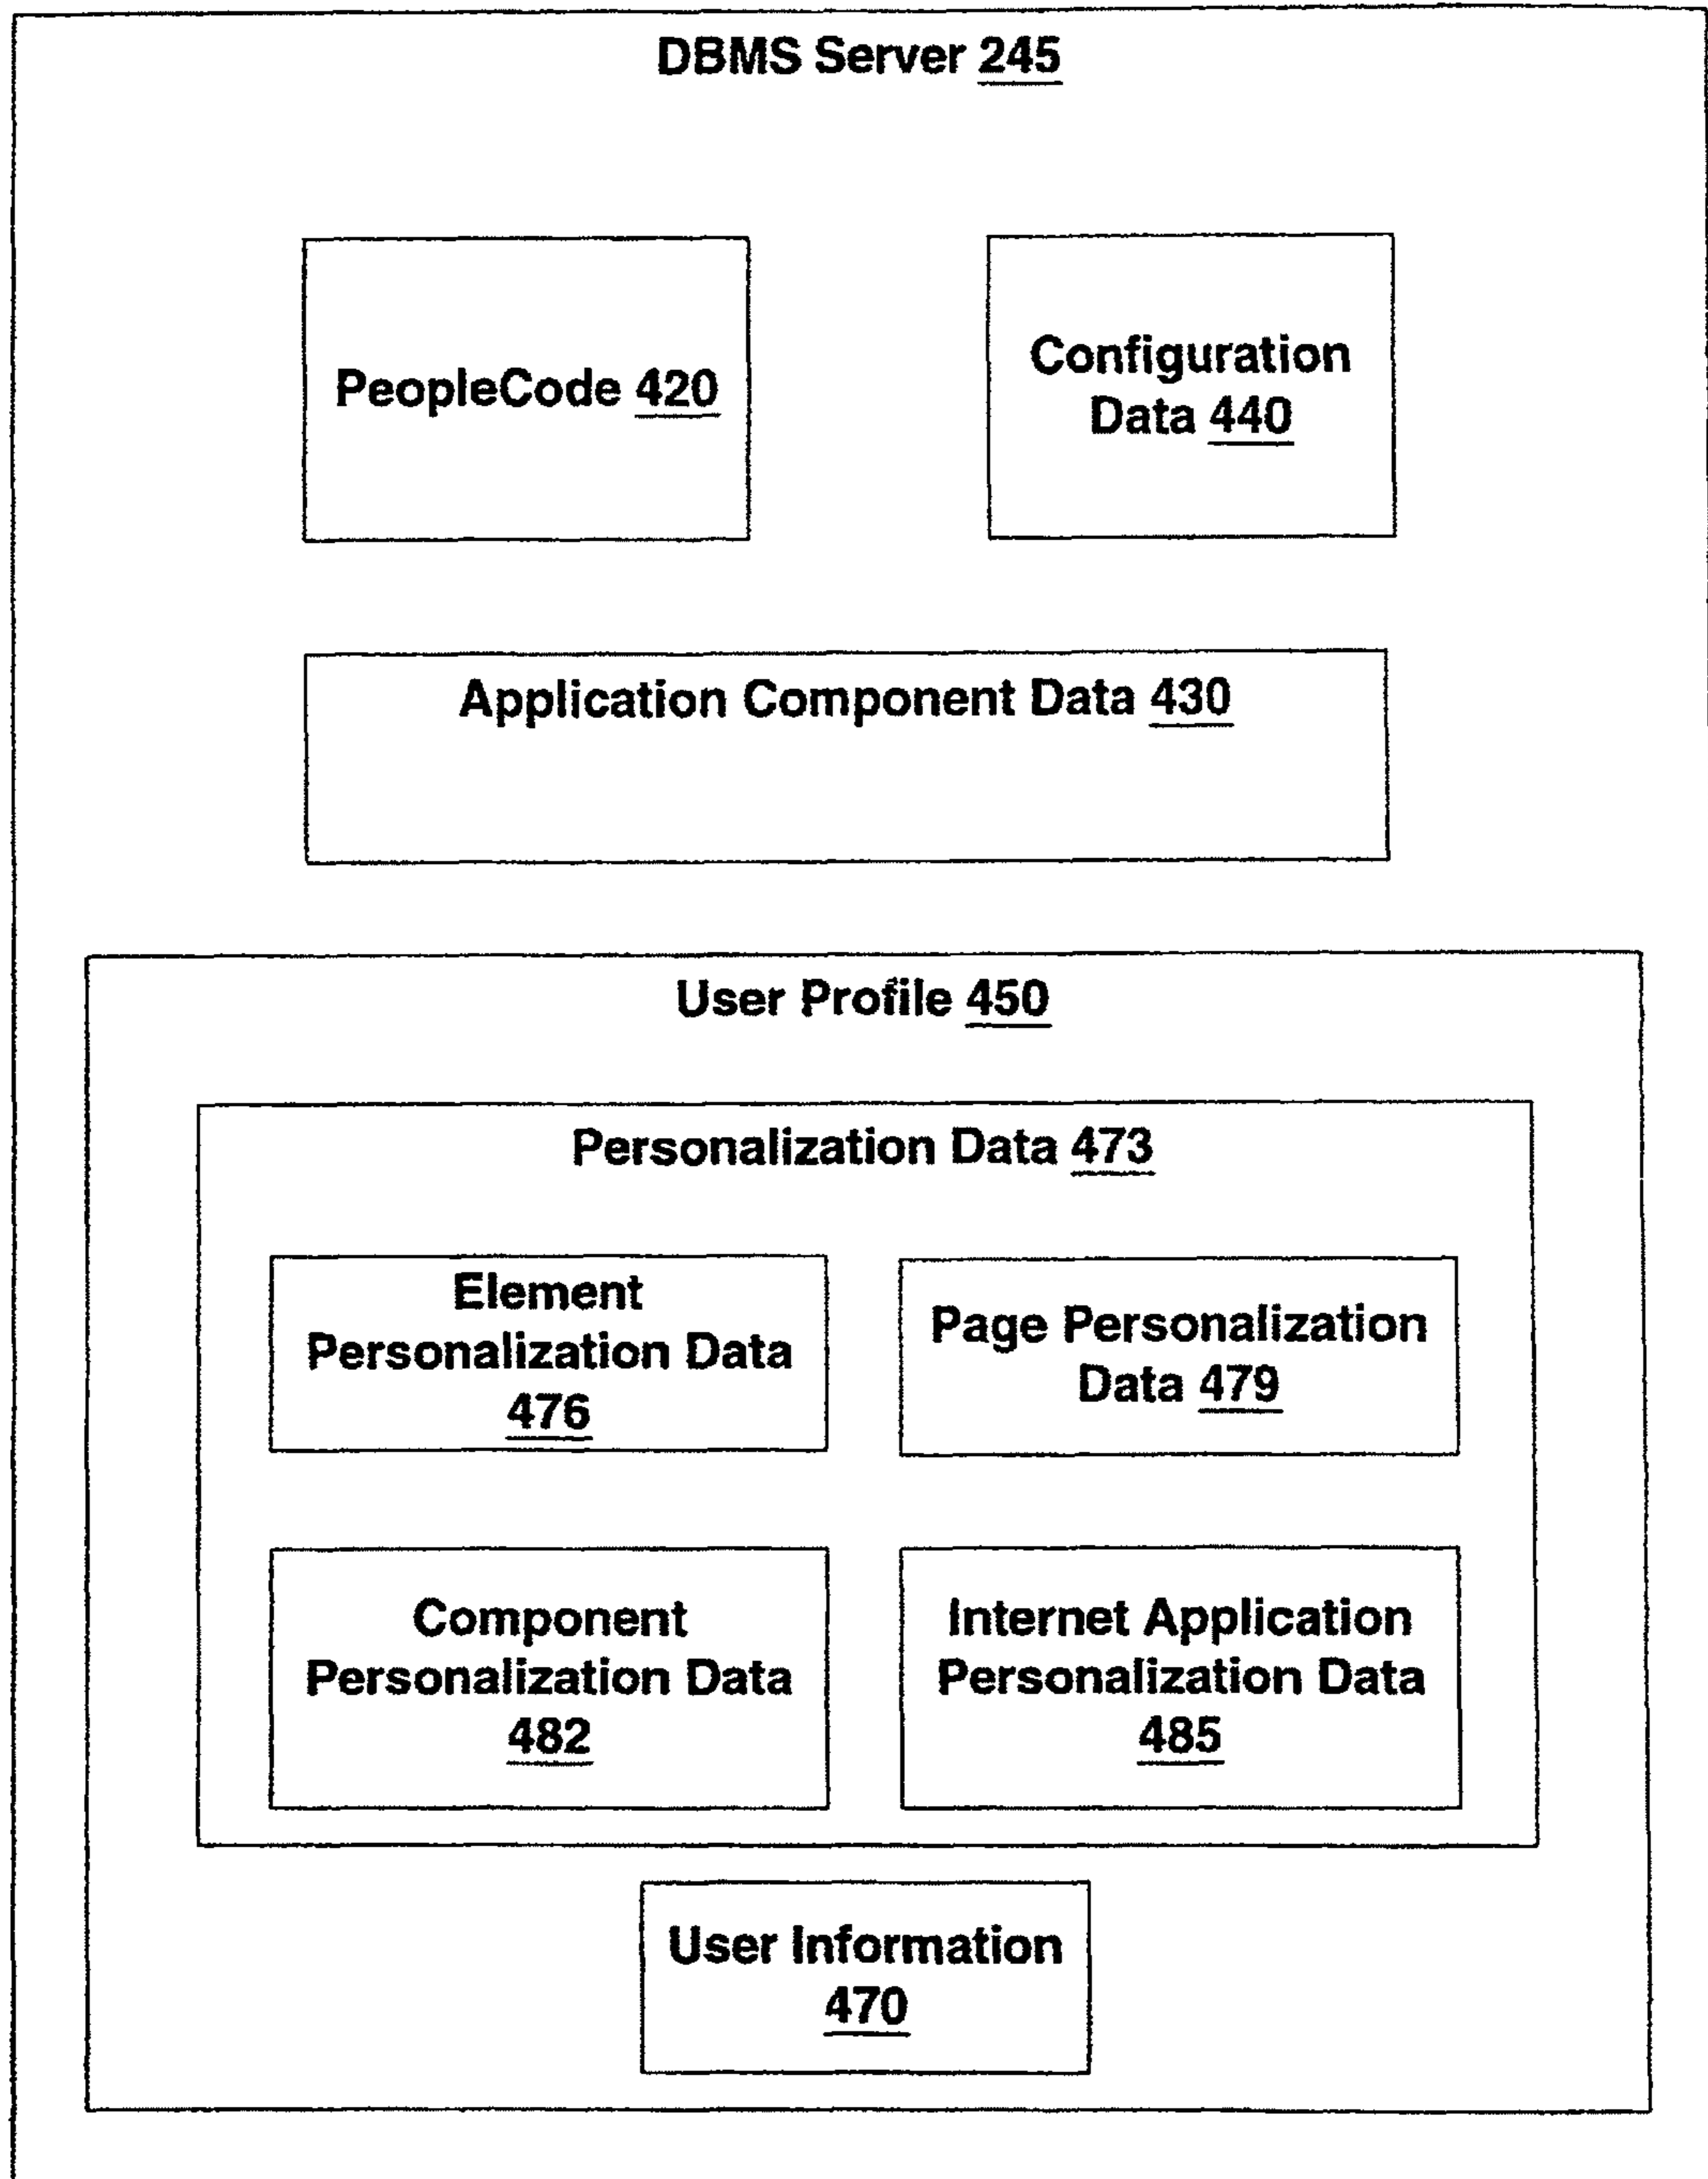 DBMS Server 245
PeopleCode 420
Configuration
Data 440
Application Component Data 430
User Profile 450
Personalization Data 473
Element
Personalization Data
476
Page Personalization
Data 479
Component
Personalization Data
482
Internet Application
Personalization Data
485
User Information
470